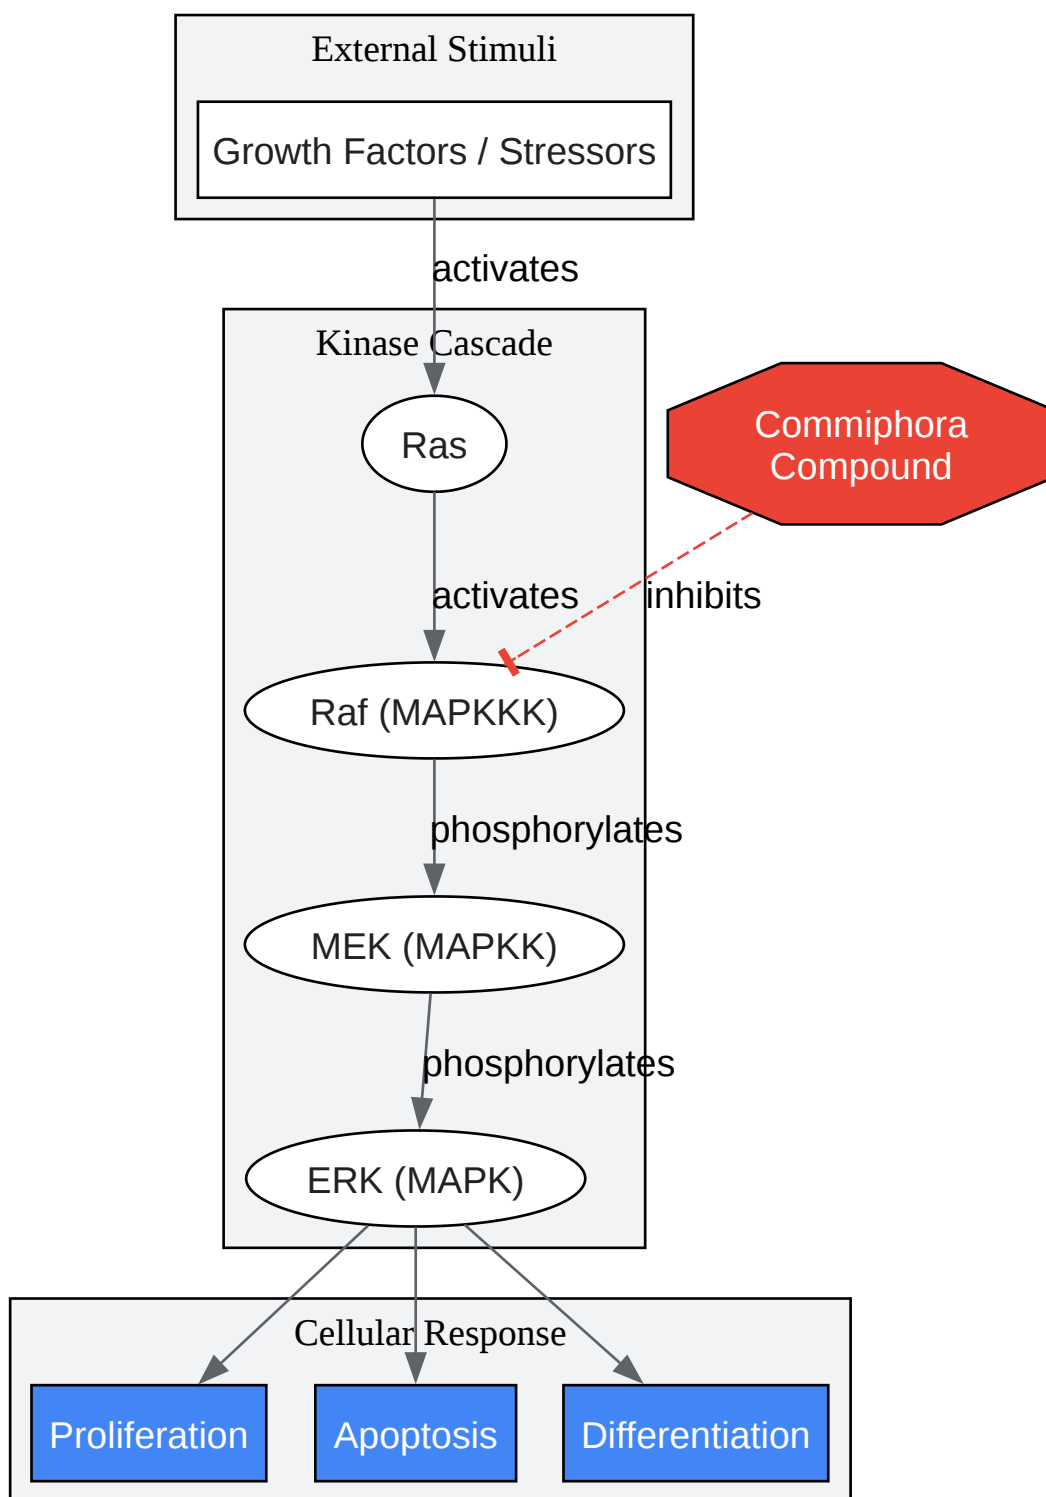 External Stimuli
Growth Factors / Stressors
activates
Kinase Cascade
Ras
Commiphora
Compound
activates
inhibits
Raf (MAPKKK)
phosphorylates
MEK (MAPKK)
phosphorylates
ERK (MAPK)
Cellular Response
Proliferation
Apoptosis
Differentiation